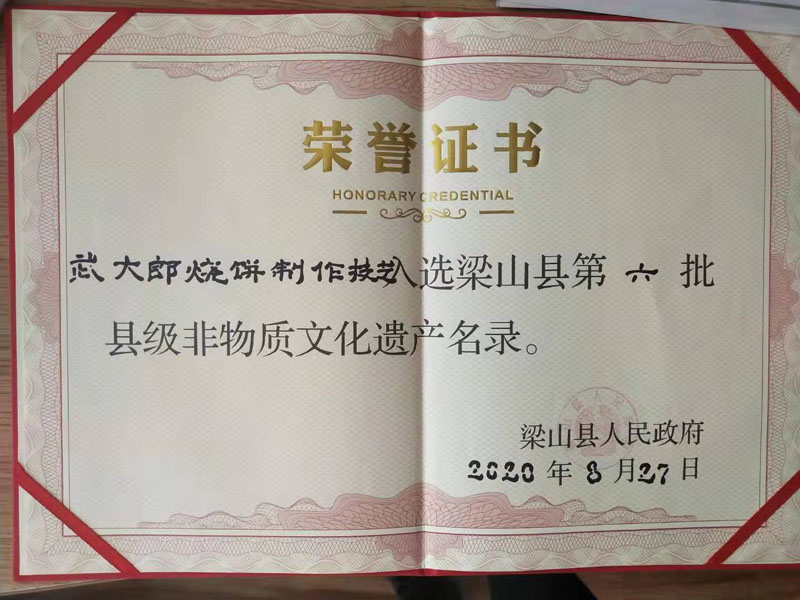 荣誉证书
HONORARY CREDENTIAL
武大郎烧饼制作技艺入选梁山县第六批
县级非物质文化遗产名录。
梁山县人民政府
2020年8月27日